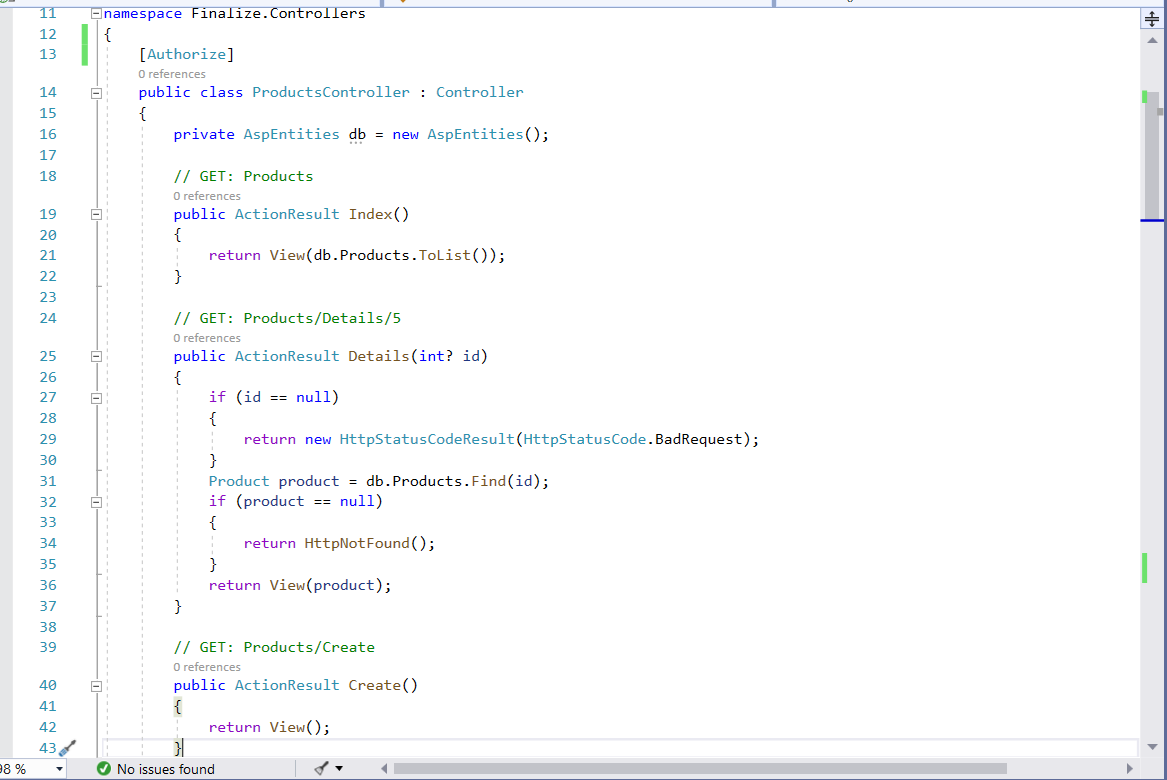 11 namespace Finalize.Controllers
12 {
13 [Authorize]
0 references
14 public class ProductsController : Controller
15 {
16 private AspEntities db = new AspEntities();
17
18 // GET: Products
0 references
19 public ActionResult Index()
20 {
21 return View(db.Products.ToList());
22 }
23
24 // GET: Products/Details/5
0 references
25 public ActionResult Details(int? id)
26 {
27 if (id == null)
28 {
29 return new HttpStatusCodeResult(HttpStatusCode.BadRequest);
30 }
31 Product product = db.Products.Find(id);
32 if (product == null)
33 {
34 return HttpNotFound();
35 }
36 return View(product);
37 }
38
39 // GET: Products/Create
0 references
40 public ActionResult Create()
41 {
42 return View();
43 }
98 % No issues found